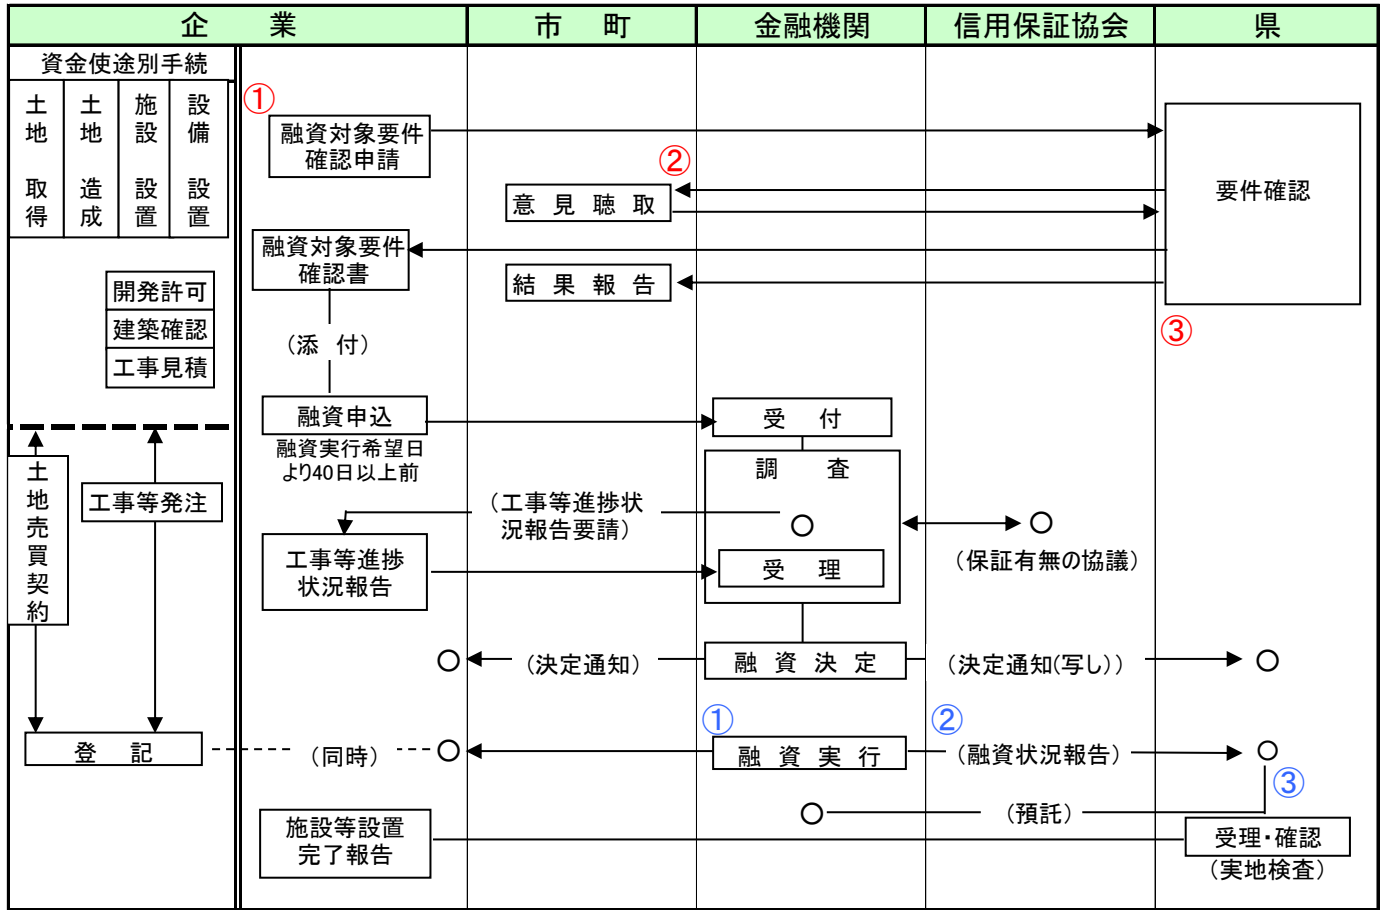 企 業
市 町
金融機関
信用保証協会
県
資金使途別手続
土地 取得
土地 造成
施設 設置
設備 設置
①
融資対象要件
確認申請
要件確認
②
意 見 聴 取
融資対象要件
確認書
結 果 報 告
開発許可
建築確認
工事見積
③
（添 付）
融資申込
受 付
融資実行希望日
より40日以上前
調 査
土地売買契約
工事等発注
（工事等進捗状
況報告要請）
○
○
（保証有無の協議）
工事等進捗
状況報告
受 理
○
（決定通知）
融 資 決 定
（決定通知(写し)）
○
①
②
登 記
（同時）
○
融 資 実 行
（融資状況報告）
○
③
○
（預託）
施設等設置
完了報告
受理・確認
（実地検査）